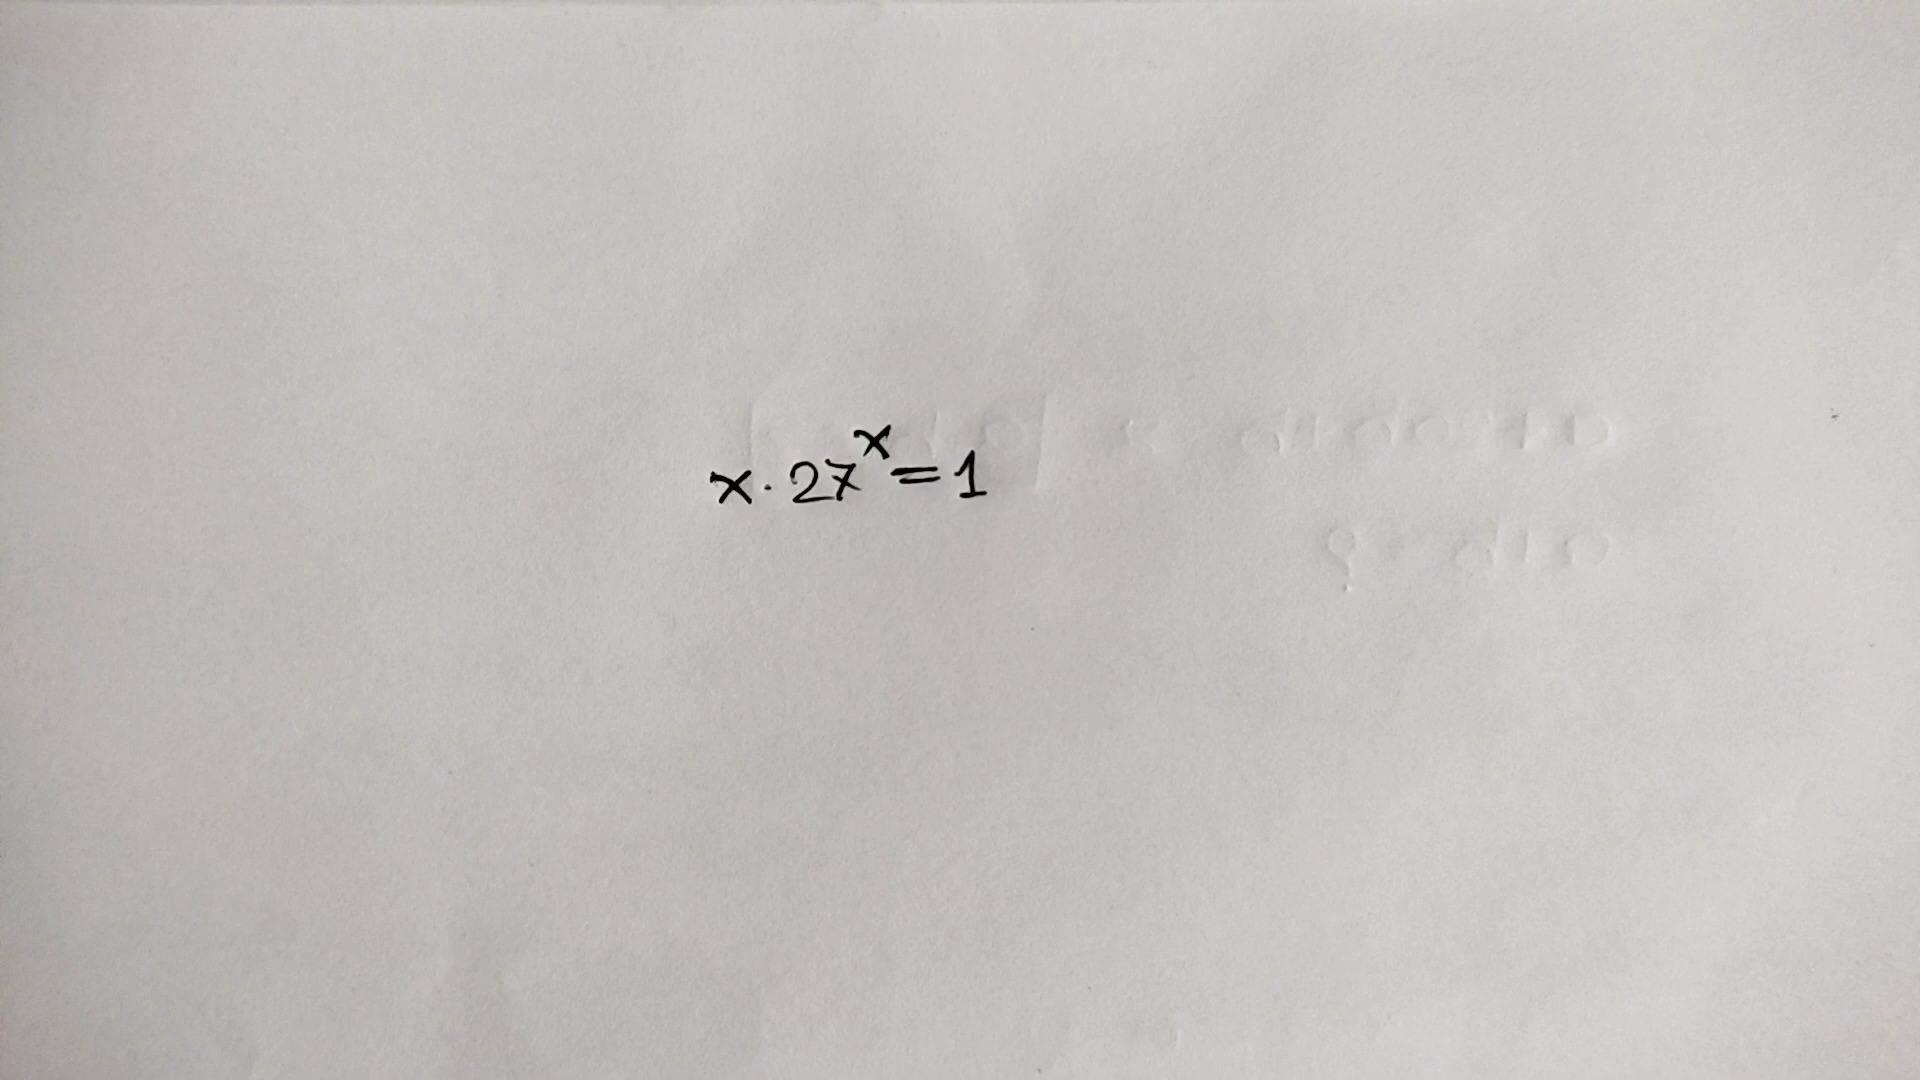 x · 27^x = 1